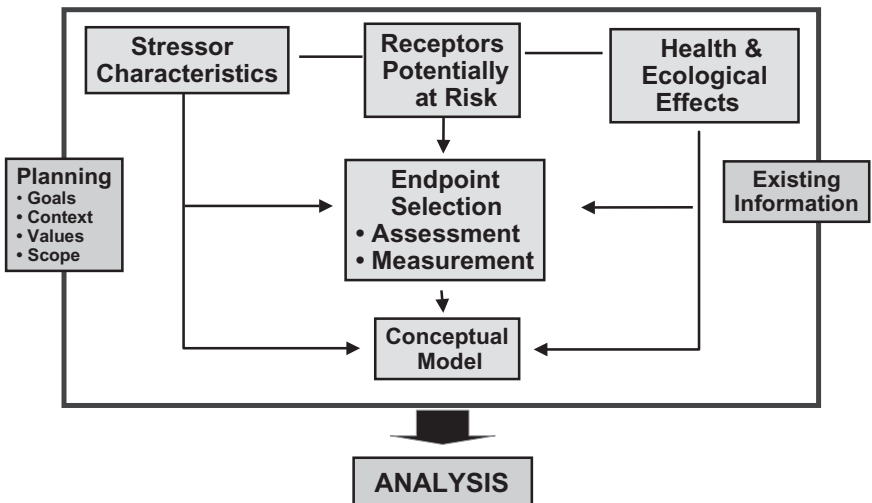 Stressor
Characteristics
Receptors
Potentially
at Risk
Health &
Ecological
Effects
Planning
• Goals
• Context
• Values
• Scope
Endpoint
Selection
• Assessment
• Measurement
Existing
Information
Conceptual
Model
ANALYSIS